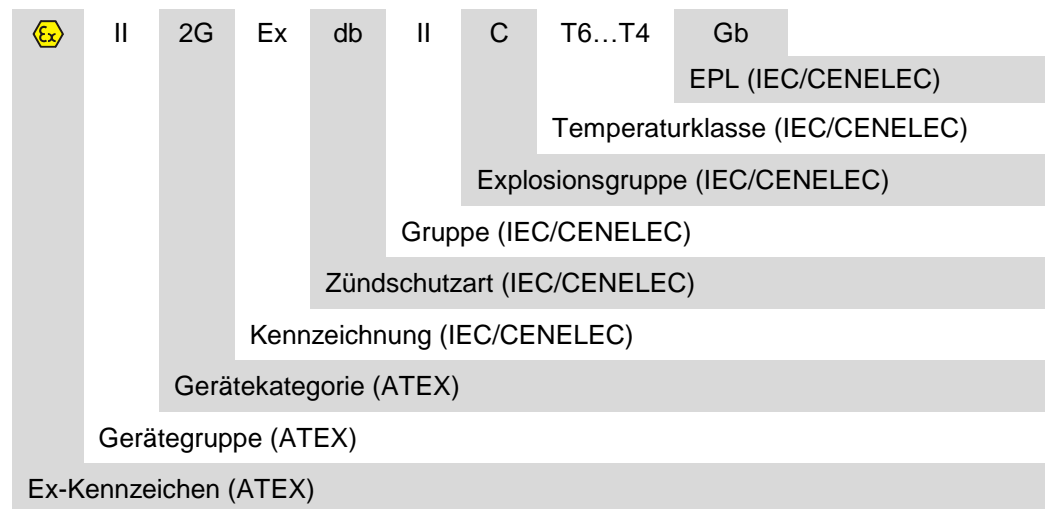 Ex II 2G Ex db II C T6…T4 Gb
EPL (IEC/CENELEC)
Temperaturklasse (IEC/CENELEC)
Explosionsgruppe (IEC/CENELEC)
Gruppe (IEC/CENELEC)
Zündschutzart (IEC/CENELEC)
Kennzeichnung (IEC/CENELEC)
Gerätekategorie (ATEX)
Gerätegruppe (ATEX)
Ex-Kennzeichen (ATEX)